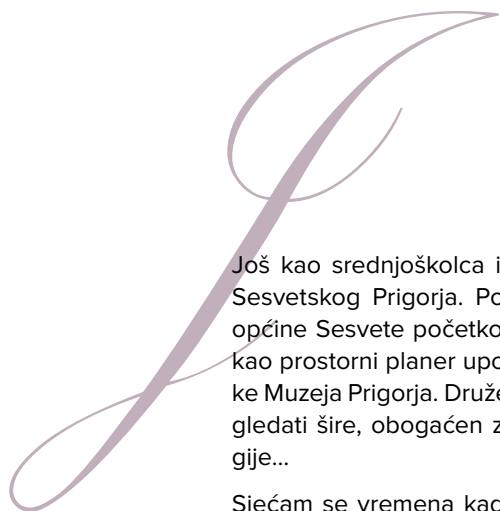 Još kao srednjoškolca i
Sesvetskog Prigorja. Po
općine Sesvete početko
kao prostorni planer upo
ke Muzeja Prigorja. Druže
gledati šire, obogaćen z
gije...
Sjećam se vremena kad